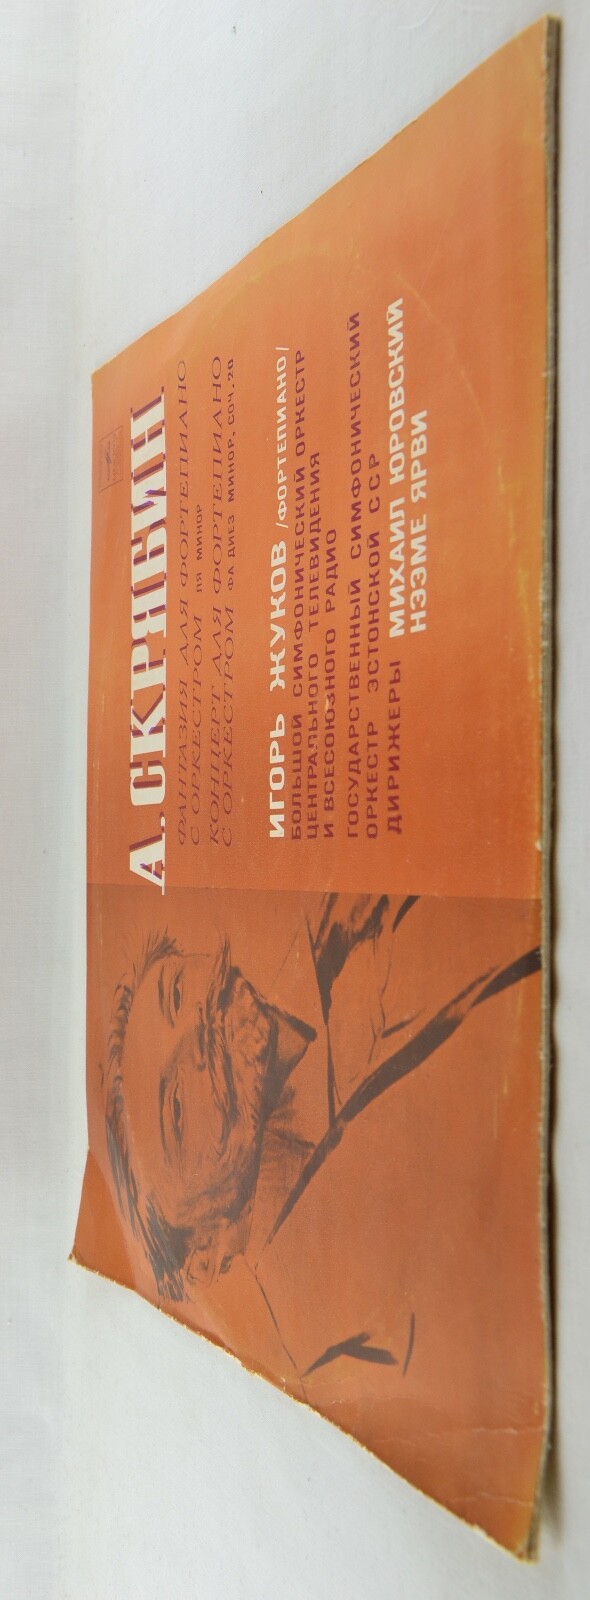 А. СКРЯБИН
ФАНТАЗИЯ ДЛЯ ФОРТЕПИАНО
С ОРКЕСТРОМ ЛЯ МИНОР
КОНЦЕРТ ДЛЯ ФОРТЕПИАНО
С ОРКЕСТРОМ ФА ДИЕЗ МИНОР, СОЧ. 20
ИГОРЬ ЖУКОВ /ФОРТЕПИАНО/
БОЛЬШОЙ СИМФОНИЧЕСКИЙ ОРКЕСТР
ЦЕНТРАЛЬНОГО ТЕЛЕВИДЕНИЯ
И ВСЕСОЮЗНОГО РАДИО
ГОСУДАРСТВЕННЫЙ СИМФОНИЧЕСКИЙ
ОРКЕСТР ЭСТОНСКОЙ ССР
ДИРИЖЕРЫ МИХАИЛ ЮРОВСКИЙ
НЭЭМЕ ЯРВИ